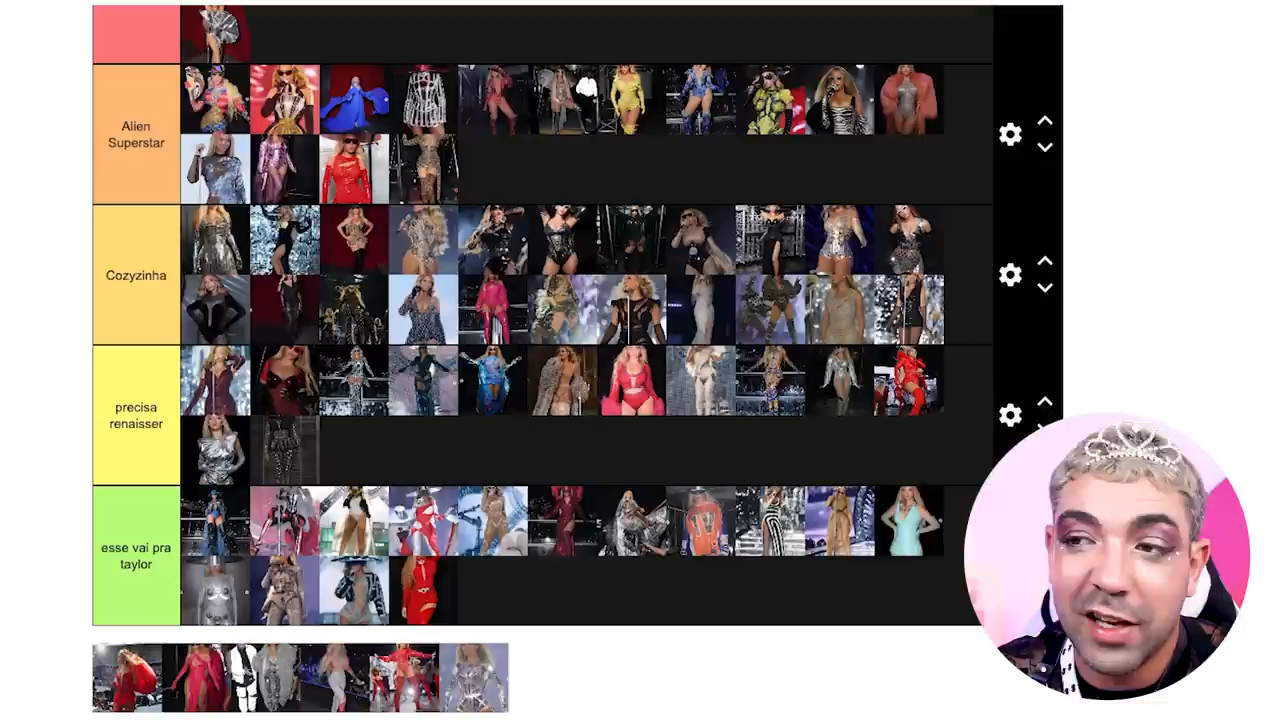 Alien
Superstar
Cozyzinha
precisa
renaisser
esse vai pra
taylor